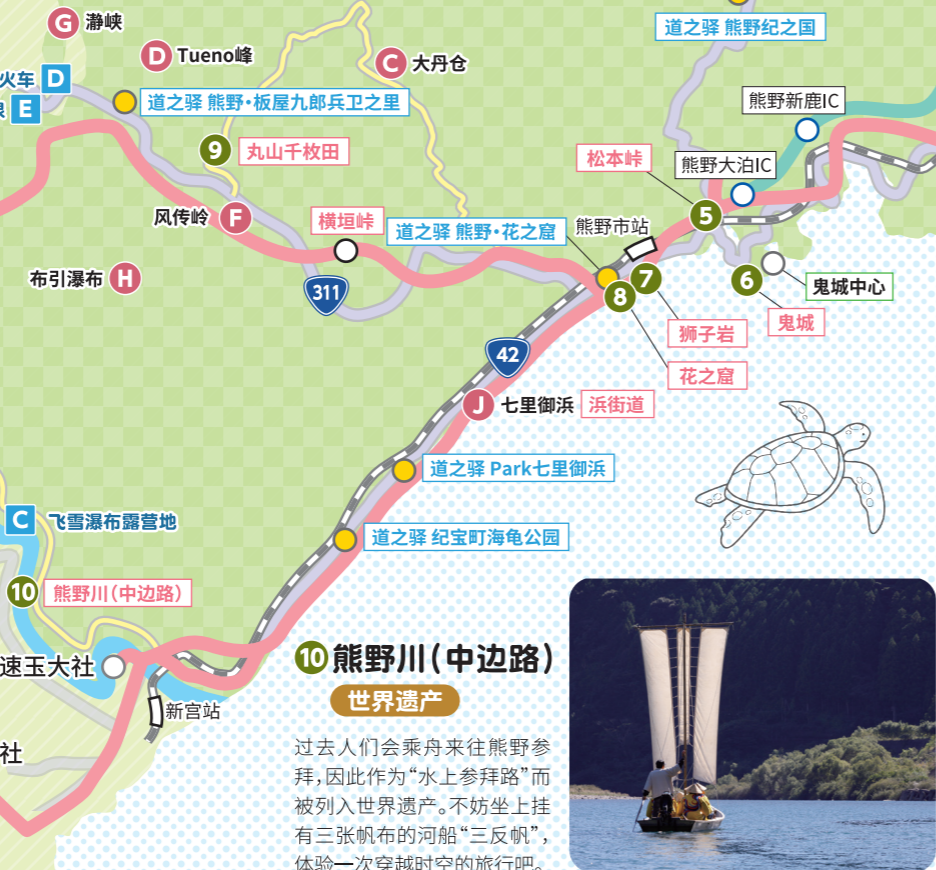 G 瀞峡
道之驿 熊野纪之国
D Tueno峰
C 大丹仓
火车 D
E
道之驿 熊野・板屋九郎兵卫之里
熊野新鹿IC
9 丸山千枚田
松本峠
熊野大泊IC
风传岭 F
横垣峠
道之驿 熊野・花之窟
熊野市站
5
布引瀑布 H
311
7
8
6
鬼城中心
鬼城
狮子岩
花之窟
42
J 七里御浜 浜街道
道之驿 Park七里御浜
C 飞雪瀑布露营地
道之驿 纪宝町海龟公园
10 熊野川（中边路）
速玉大社
新宫站
社
10 熊野川（中边路）
世界遗产
过去人们会乘舟来往熊野参
拜，因此作为“水上参拜路”而
被列入世界遗产。不妨坐上挂
有三张帆布的河船“三反帆”，
体验一次穿越时空的旅行吧。